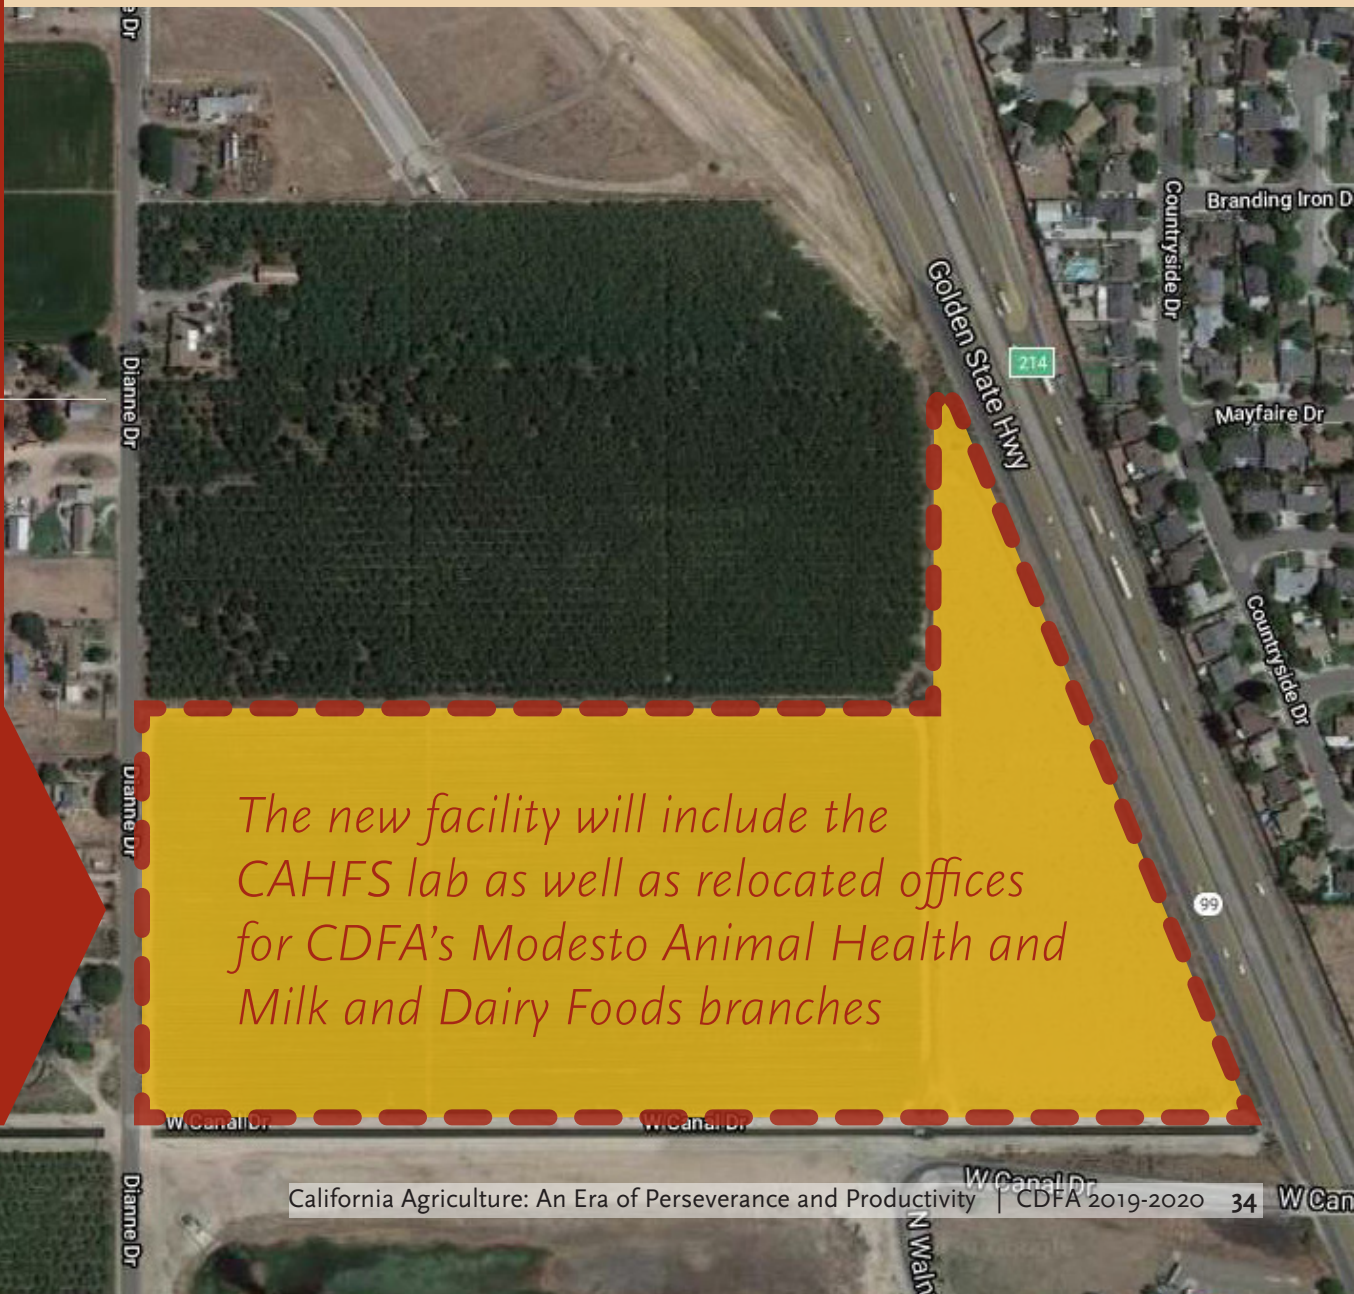 e Dr
Branding Iron D
Countryside Dr
Golden State Hwy
214
Dianne Dr
Mayfaire Dr
Countryside Dr
Dianne Dr
The new facility will include the
CAHFS lab as well as relocated offices
for CDFA’s Modesto Animal Health and
Milk and Dairy Foods branches
99
W Canal Dr
W Canal Dr
Dianne Dr
W Canal Dr
California Agriculture: An Era of Perseverance and Productivity | CDFA 2019-2020 34
W Can
N Waln